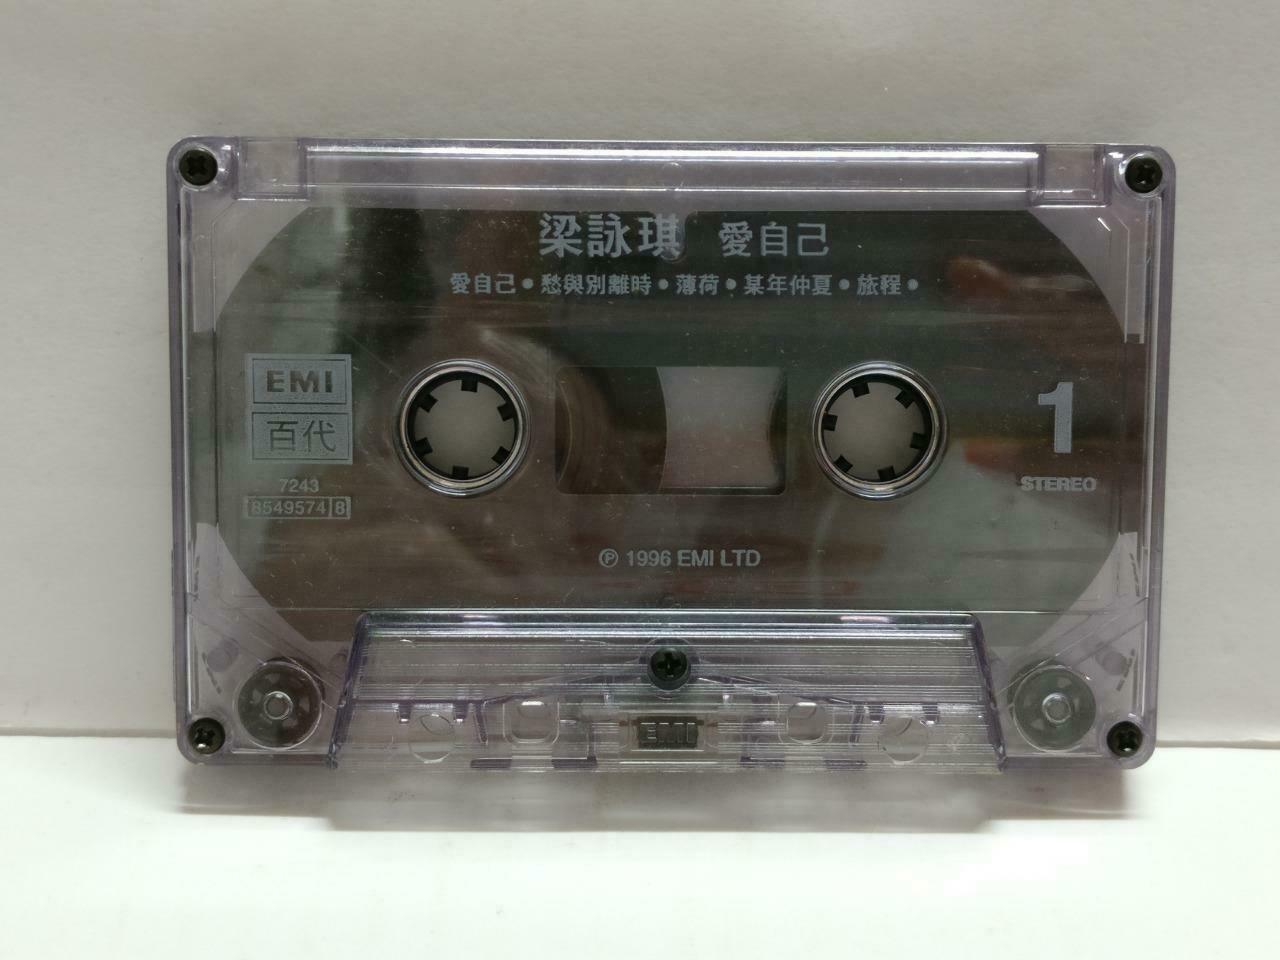 梁詠琪 愛自己
愛自己•愁與別離時•薄荷•某年仲夏•旅程•
EMI
百代
7243
8549574 8
1
STEREO
℗ 1996 EMI LTD
EMI